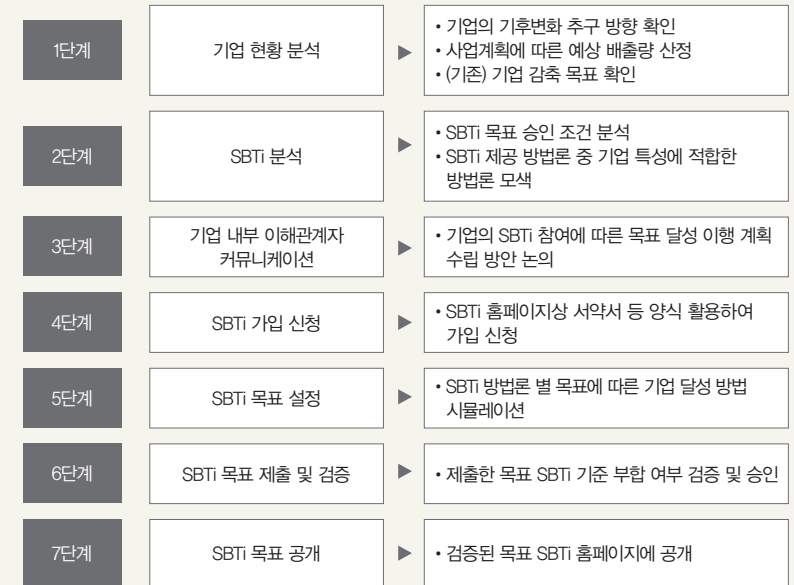 1단계
기업 현황 분석
▶
• 기업의 기후변화 추구 방향 확인
• 사업계획에 따른 예상 배출량 산정
• (기존) 기업 감축 목표 확인
2단계
SBTi 분석
▶
• SBTi 목표 승인 조건 분석
• SBTi 제공 방법론 중 기업 특성에 적합한
방법론 모색
3단계
기업 내부 이해관계자
커뮤니케이션
▶
• 기업의 SBTi 참여에 따른 목표 달성 이행 계획
수립 방안 논의
4단계
SBTi 가입 신청
▶
• SBTi 홈페이지상 서약서 등 양식 활용하여
가입 신청
5단계
SBTi 목표 설정
▶
• SBTi 방법론 별 목표에 따른 기업 달성 방법
시뮬레이션
6단계
SBTi 목표 제출 및 검증
▶
• 제출한 목표 SBTi 기준 부합 여부 검증 및 승인
7단계
SBTi 목표 공개
▶
• 검증된 목표 SBTi 홈페이지에 공개